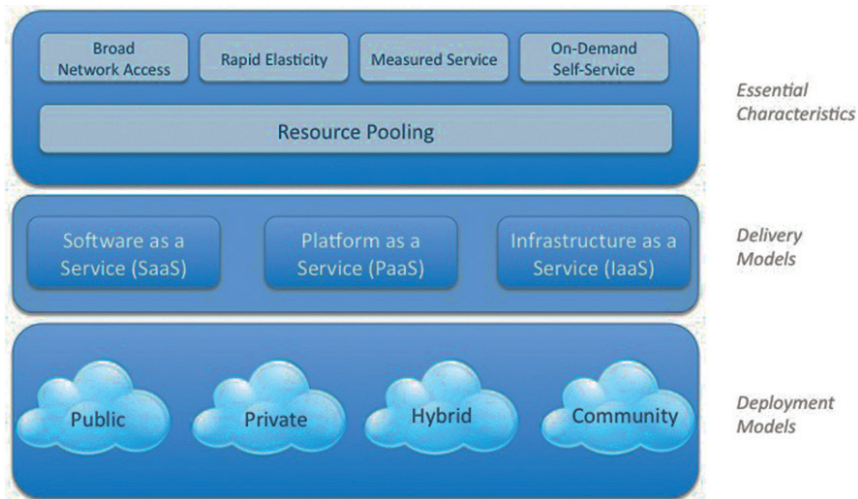 Broad
Network Access
Rapid Elasticity
Measured Service
On-Demand
Self-Service
Resource Pooling
Essential
Characteristics
Software as a
Service (SaaS)
Platform as a
Service (PaaS)
Infrastructure as a
Service (IaaS)
Delivery
Models
Public
Private
Hybrid
Community
Deployment
Models